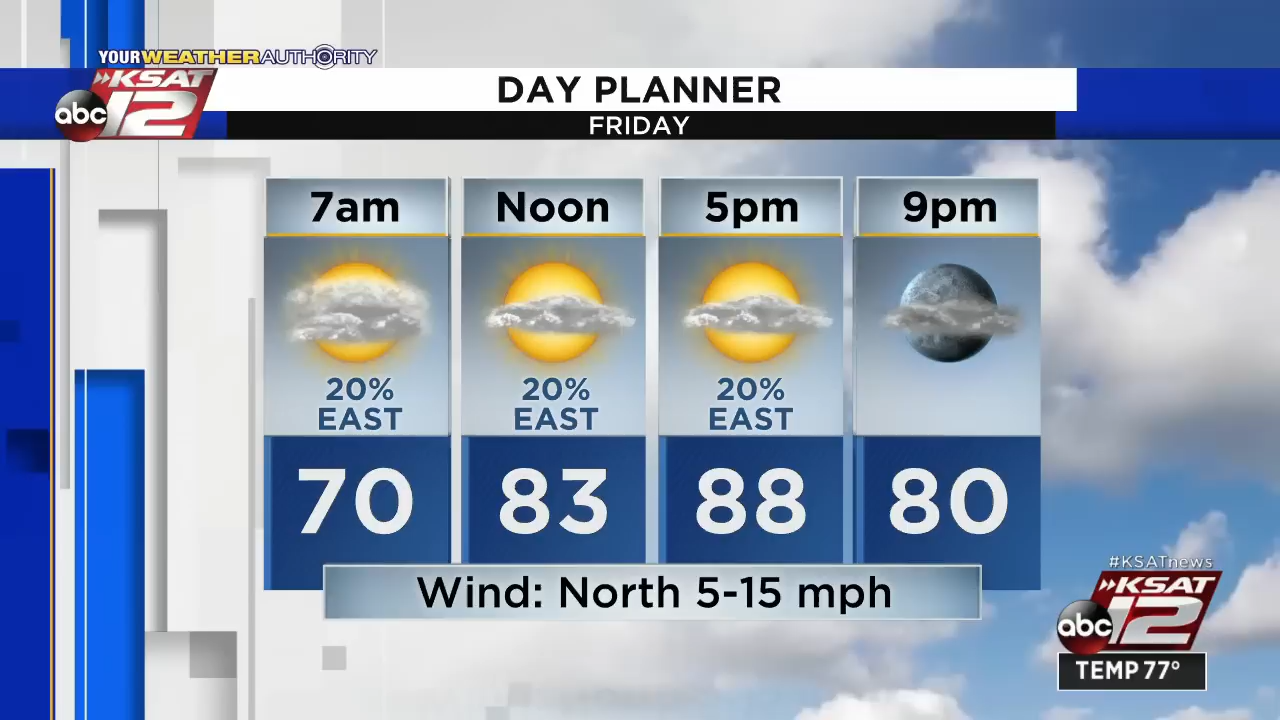 YOUR WEATHER AUTHORITY
KSAT
abc 12
DAY PLANNER
FRIDAY
7am
Noon
5pm
9pm
20%
EAST
20%
EAST
20%
EAST
70
83
88
80
Wind: North 5-15 mph
#KSATnews
KSAT
abc 12
TEMP 77°